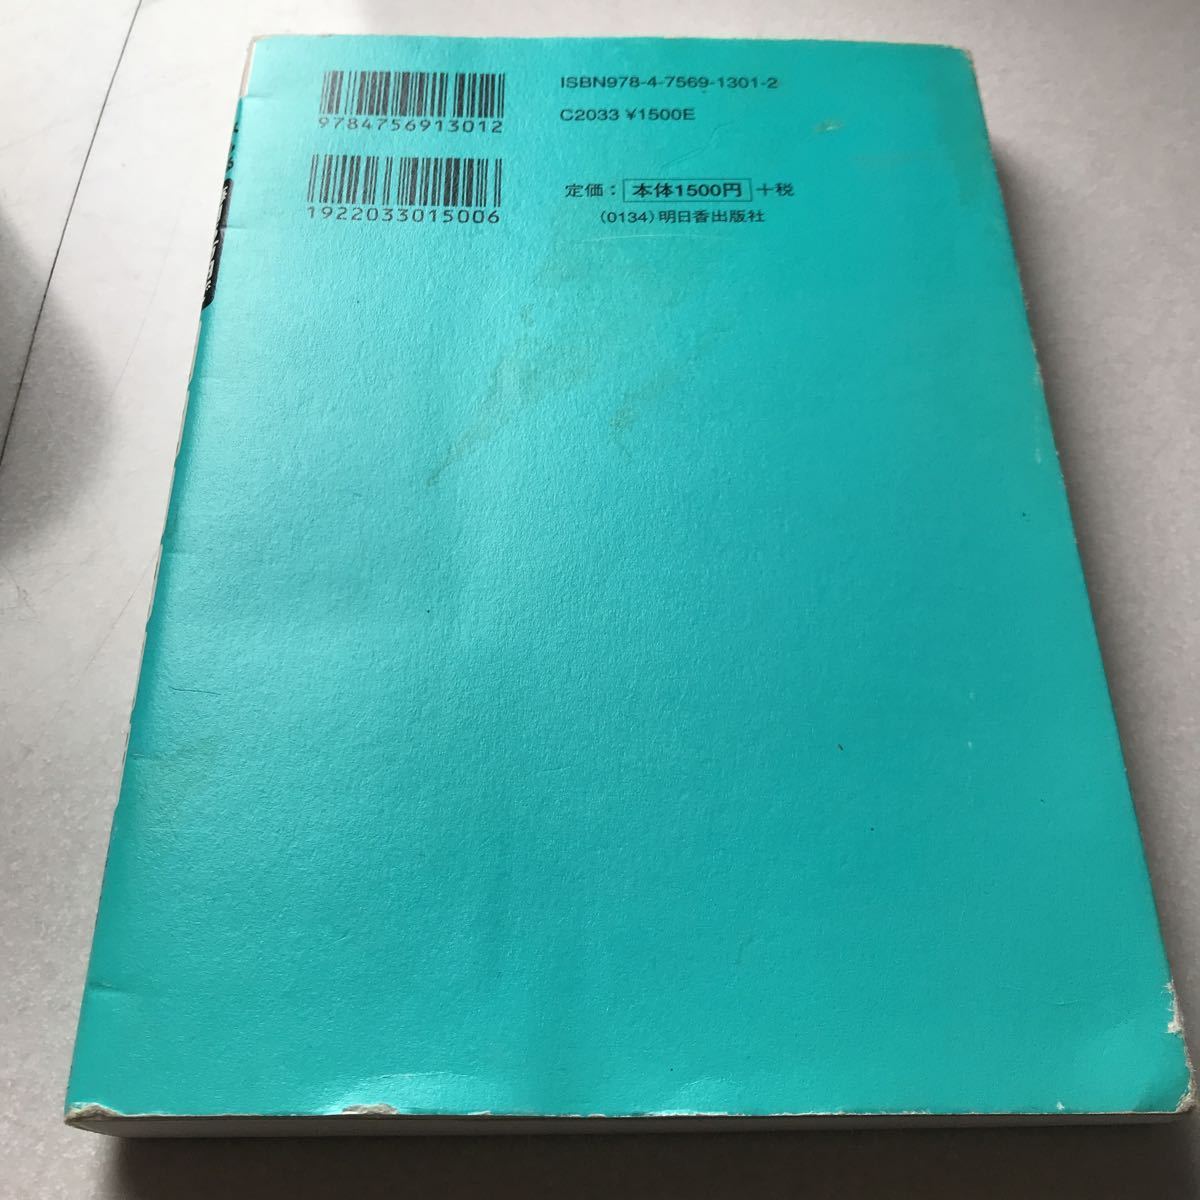 ISBN978-4-7569-1301-2
C2033 ¥1500E
9784756913012
1922033015006
定価： 本体1500円 +税
(0134) 明日香出版社